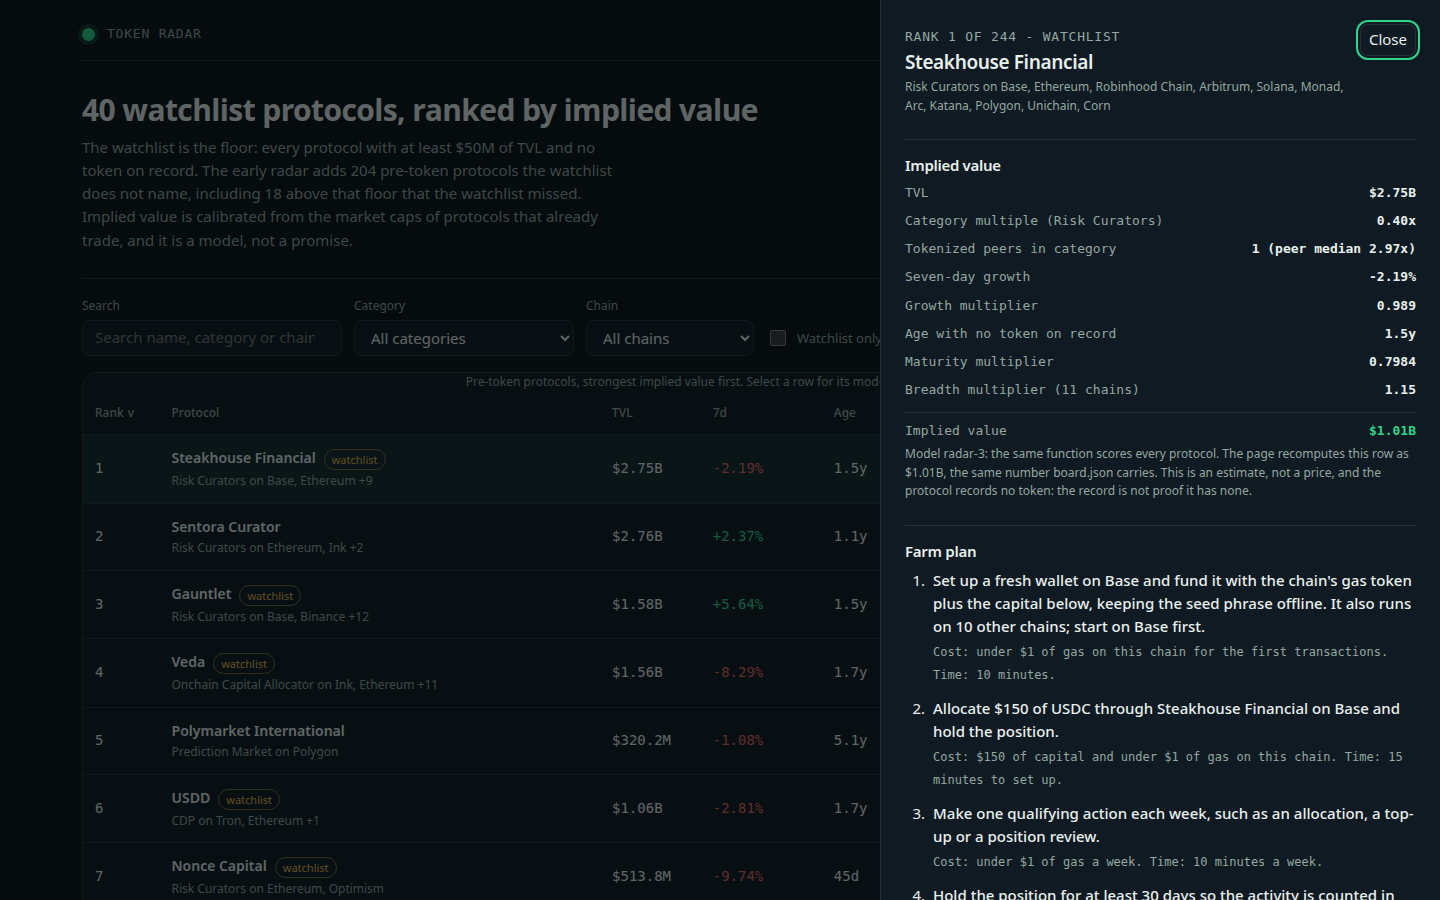 TOKEN RADAR
40 watchlist protocols, ranked by implied value
The watchlist is the floor: every protocol with at least $50M of TVL and no
token on record. The early radar adds 204 pre-token protocols the watchlist
does not name, including 18 above that floor that the watchlist missed.
Implied value is calibrated from the market caps of protocols that already
trade, and it is a model, not a promise.
Search
Category
Chain
Search name, category or chain
All categories
All chains
Watchlist only
Pre-token protocols, strongest implied value first. Select a row for its mod
Rank v Protocol TVL 7d Age
1 Steakhouse Financial watchlist $2.75B -2.19% 1.5y
Risk Curators on Base, Ethereum +9
2 Sentora Curator $2.76B +2.37% 1.1y
Risk Curators on Ethereum, Ink +2
3 Gauntlet watchlist $1.58B +5.64% 1.5y
Risk Curators on Base, Binance +12
4 Veda watchlist $1.56B -8.29% 1.7y
Onchain Capital Allocator on Ink, Ethereum +11
5 Polymarket International $320.2M -1.08% 5.1y
Prediction Market on Polygon
6 USDD watchlist $1.06B -2.81% 1.7y
CDP on Tron, Ethereum +1
7 Nonce Capital watchlist $513.8M -9.74% 45d
Risk Curators on Ethereum, Optimism
RANK 1 OF 244 - WATCHLIST
Close
Steakhouse Financial
Risk Curators on Base, Ethereum, Robinhood Chain, Arbitrum, Solana, Monad,
Arc, Katana, Polygon, Unichain, Corn
Implied value
TVL $2.75B
Category multiple (Risk Curators) 0.40x
Tokenized peers in category 1 (peer median 2.97x)
Seven-day growth -2.19%
Growth multiplier 0.989
Age with no token on record 1.5y
Maturity multiplier 0.7984
Breadth multiplier (11 chains) 1.15
Implied value $1.01B
Model radar-3: the same function scores every protocol. The page recomputes this row as
$1.01B, the same number board.json carries. This is an estimate, not a price, and the
protocol records no token: the record is not proof it has none.
Farm plan
1. Set up a fresh wallet on Base and fund it with the chain's gas token
plus the capital below, keeping the seed phrase offline. It also runs
on 10 other chains; start on Base first.
Cost: under $1 of gas on this chain for the first transactions.
Time: 10 minutes.
2. Allocate $150 of USDC through Steakhouse Financial on Base and
hold the position.
Cost: $150 of capital and under $1 of gas on this chain. Time: 15
minutes to set up.
3. Make one qualifying action each week, such as an allocation, a top-
up or a position review.
Cost: under $1 of gas a week. Time: 10 minutes a week.
4. Hold the position for at least 30 days so the activity is counted in